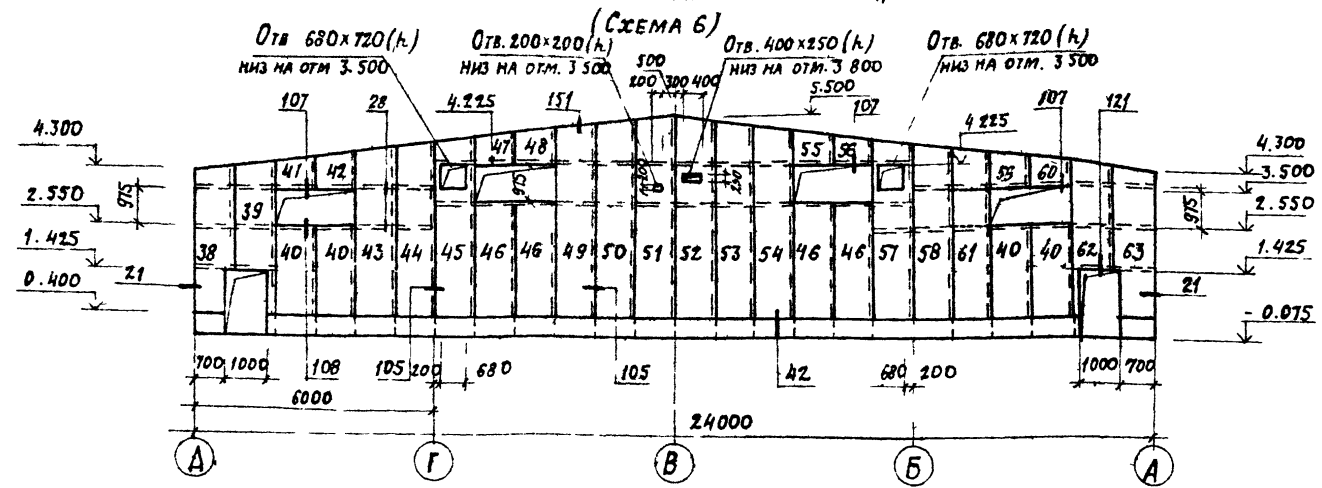 (СХЕМА 6)
ОТВ 680×720(h)
НИЗ НА ОТМ 3.500
ОТВ. 200×200(h)
НИЗ НА ОТМ. 3 500
ОТВ. 400×250(h)
НИЗ НА ОТМ. 3 800
ОТВ. 680×720(h)
НИЗ НА ОТМ. 3 500
500
200 300 400
5.500
107 28 4.225 151 107 107 121
4.300 4.225 4.300
3.500
2.550 2.550
1.425 1.425
0.400 - 0.075
975 975 975
41 42 47 48 55 56 59 60
250
39
38 40 40 43 44 45 46 46 49 50 51 52 53 54 46 46 57 58 61 40 40 62 63
21 21
700 1000 108 105 200 680 105 42 680 200 1000 700
6000
24000
Д Г В Б А